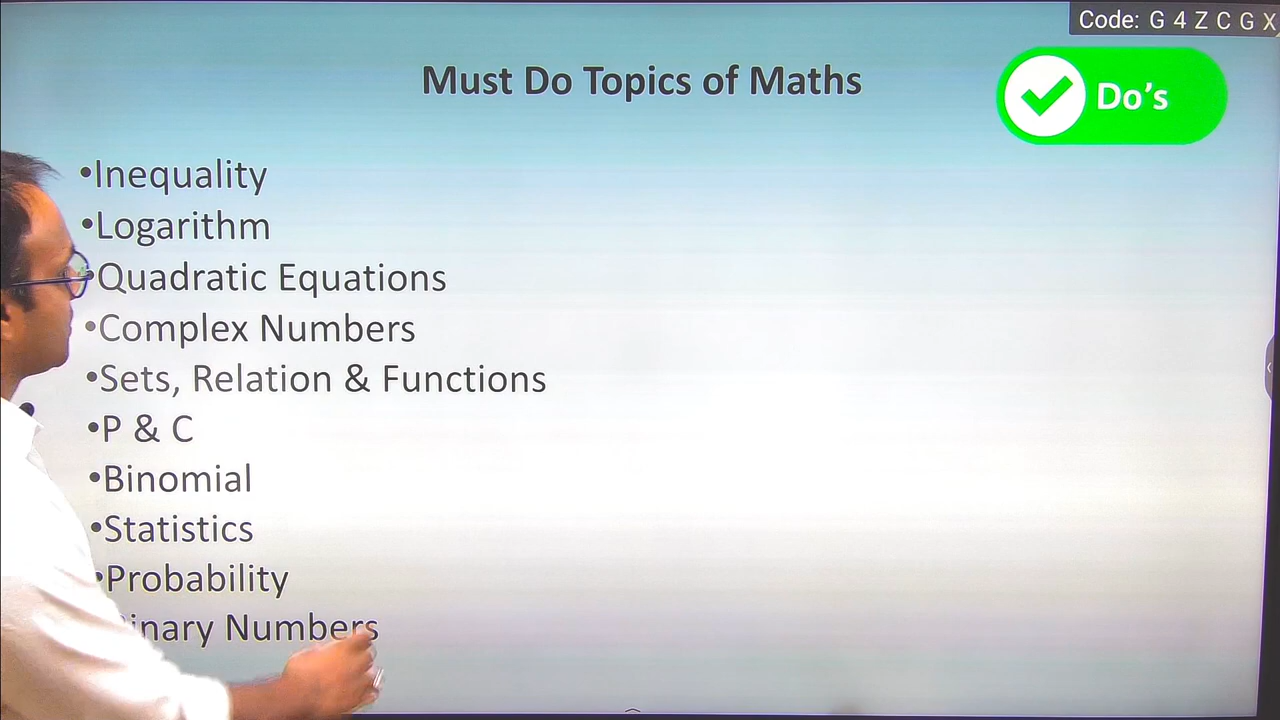 Code: G 4 Z C G X
Must Do Topics of Maths
Do's
•Inequality
•Logarithm
•Quadratic Equations
•Complex Numbers
•Sets, Relation & Functions
•P & C
•Binomial
•Statistics
•Probability
Binary Numbers